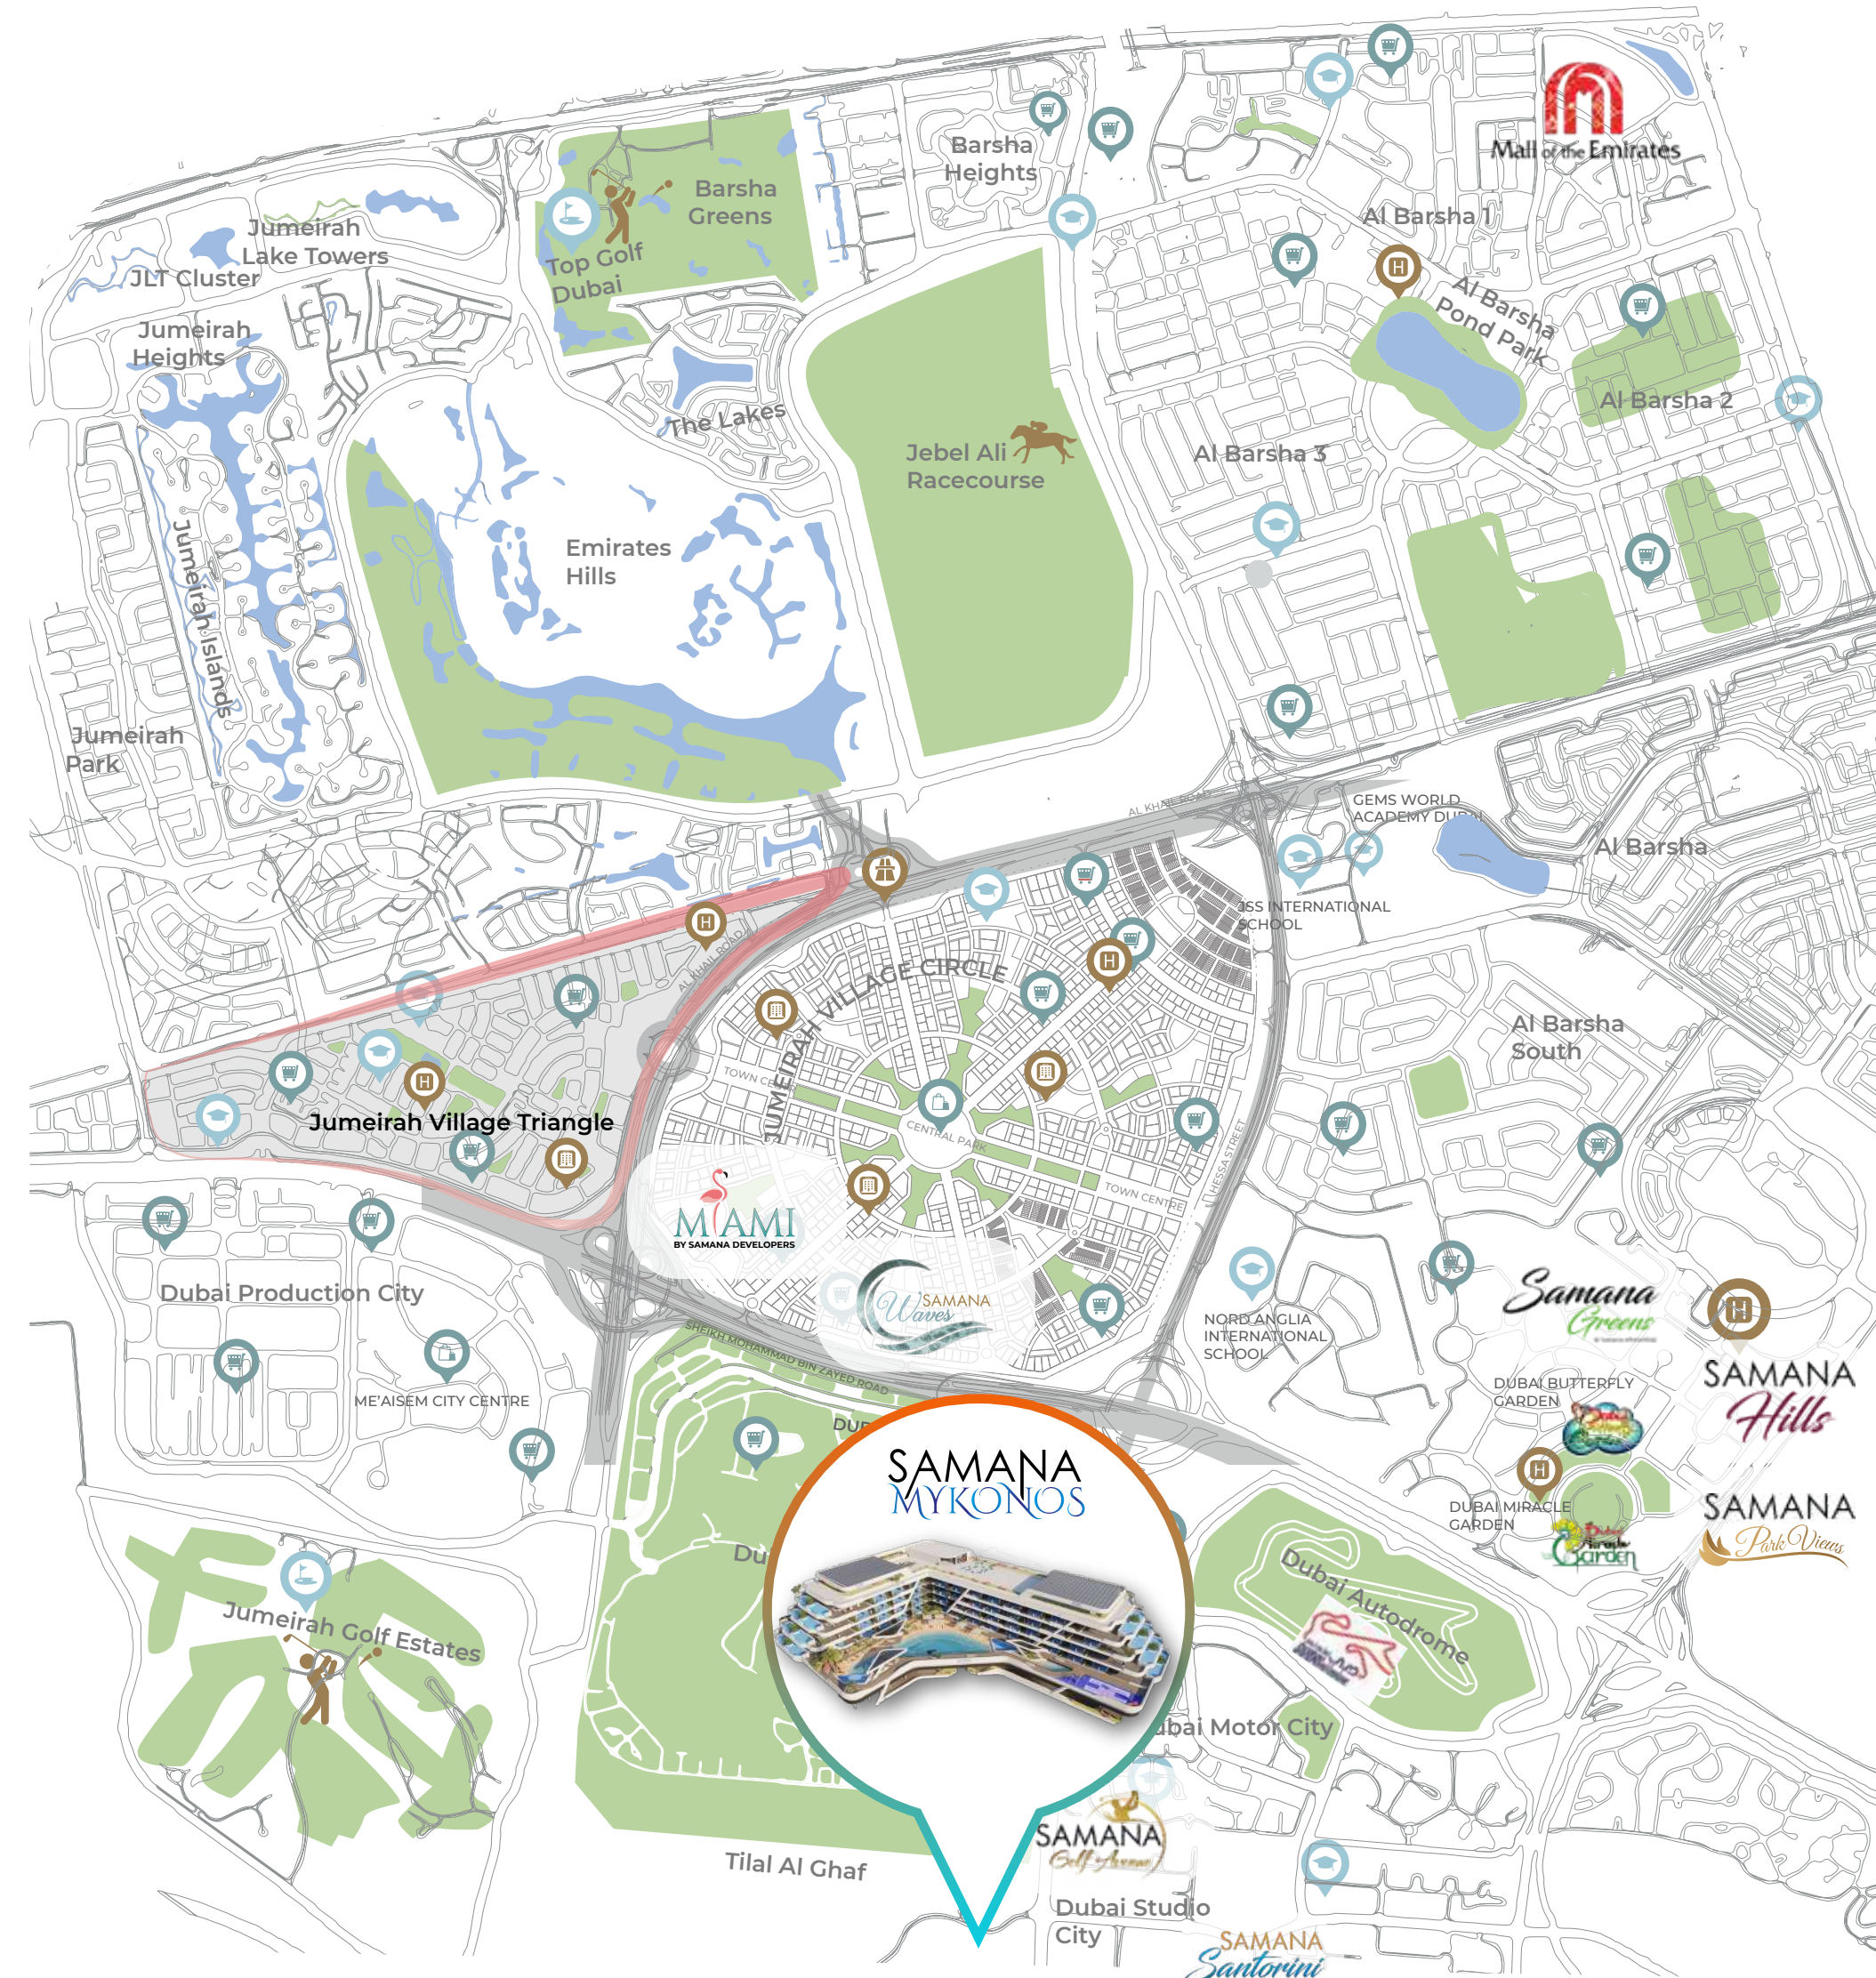 Mall of the Emirates
Barsha
Heights
Barsha
Greens
Al Barsha 1
Jumeirah
Lake Towers
JLT Cluster
Top Golf
Dubai
Al Barsha
Pond Park
Jumeirah
Heights
The Lakes
Al Barsha 2
Jebel Ali
Racecourse
Al Barsha 3
Emirates
Hills
Jumeirah Islands
Jumeirah
Park
AL KHAIL ROAD
GEMS WORLD
ACADEMY DUBAI
Al Barsha
JSS INTERNATIONAL
SCHOOL
AL KHAIL ROAD
JUMEIRAH VILLAGE CIRCLE
Al Barsha
South
TOWN CENTRE
Jumeirah Village Triangle
CENTRAL PARK
HESSA STREET
TOWN CENTRE
MIAMI
BY SAMANA DEVELOPERS
Dubai Production City
SAMANA
Waves
Samana
Greens
NORD ANGLIA
INTERNATIONAL
SCHOOL
SHEIKH MOHAMMAD BIN ZAYED ROAD
SAMANA
Hills
DUBAI BUTTERFLY
GARDEN
ME'AISEM CITY CENTRE
DUB
SAMANA
MYKONOS
DUBAI MIRACLE
GARDEN
Dubai
Miracle
Garden
SAMANA
Park Views
Du
Dubai Autodrome
Jumeirah Golf Estates
ubai Motor City
SAMANA
Golf Avenue
Tilal Al Ghaf
Dubai Studio
City
SAMANA
Santorini